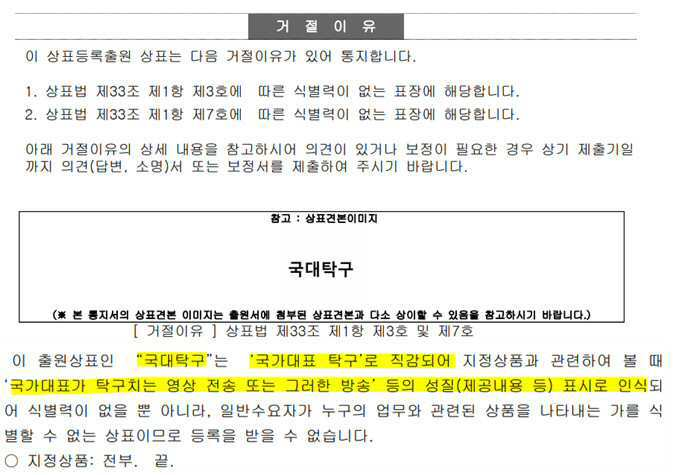 거 절 이 유
이 상표등록출원 상표는 다음 거절이유가 있어 통지합니다.
1. 상표법 제33조 제1항 제3호에 따른 식별력이 없는 표장에 해당합니다.
2. 상표법 제33조 제1항 제7호에 따른 식별력이 없는 표장에 해당합니다.
아래 거절이유의 상세 내용을 참고하시어 의견이 있거나 보정이 필요한 경우 상기 제출기일
까지 의견(답변, 소명)서 또는 보정서를 제출하여 주시기 바랍니다.
참고 : 상표견본이미지
국대탁구
(※ 본 통지서의 상표견본 이미지는 출원서에 첨부된 상표견본과 다소 상이할 수 있음을 참고하시기 바랍니다.)
[ 거절이유 ] 상표법 제33조 제1항 제3호 및 제7호
이 출원상표인 “국대탁구”는 ‘국가대표 탁구’로 직감되어 지정상품과 관련하여 볼 때
‘국가대표가 탁구치는 영상 전송 또는 그러한 방송’ 등의 성질(제공내용 등) 표시로 인식되
어 식별력이 없을 뿐 아니라, 일반수요자가 누구의 업무와 관련된 상품을 나타내는 가를 식
별할 수 없는 상표이므로 등록을 받을 수 없습니다.
○ 지정상품: 전부. 끝.